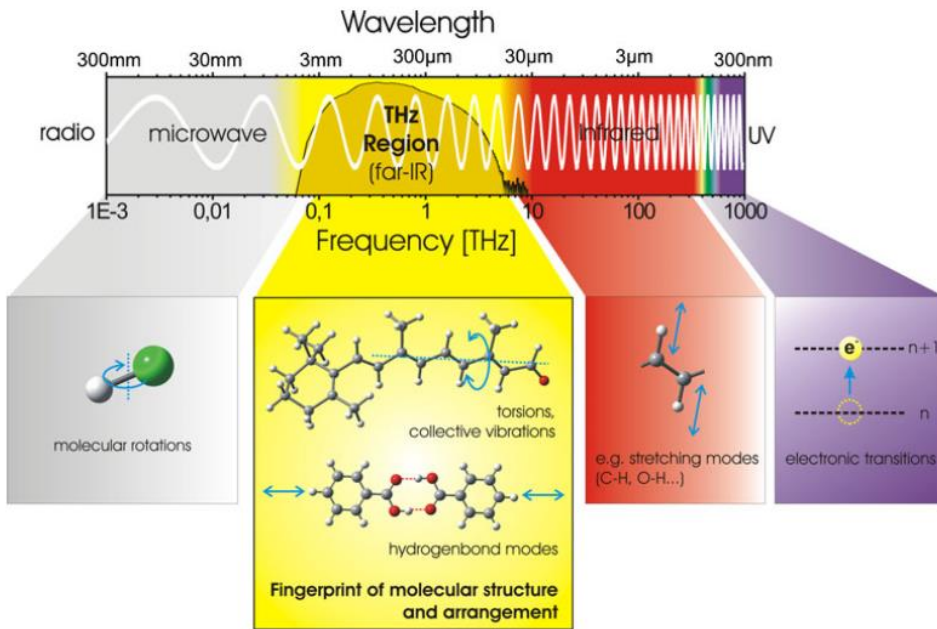 Wavelength
300mm 30mm 3mm 300µm 30µm 3µm 300nm
radio microwave THz Region (far-IR) Infrared UV
1E-3 0,01 0,1 1 10 100 1000
Frequency [THz]
molecular rotations
torsions,
collective vibrations
hydrogenbond modes
Fingerprint of molecular structure
and arrangement
e.g. stretching modes
(C-H, O-H...)
e⁻ n+1
n
electronic transitions